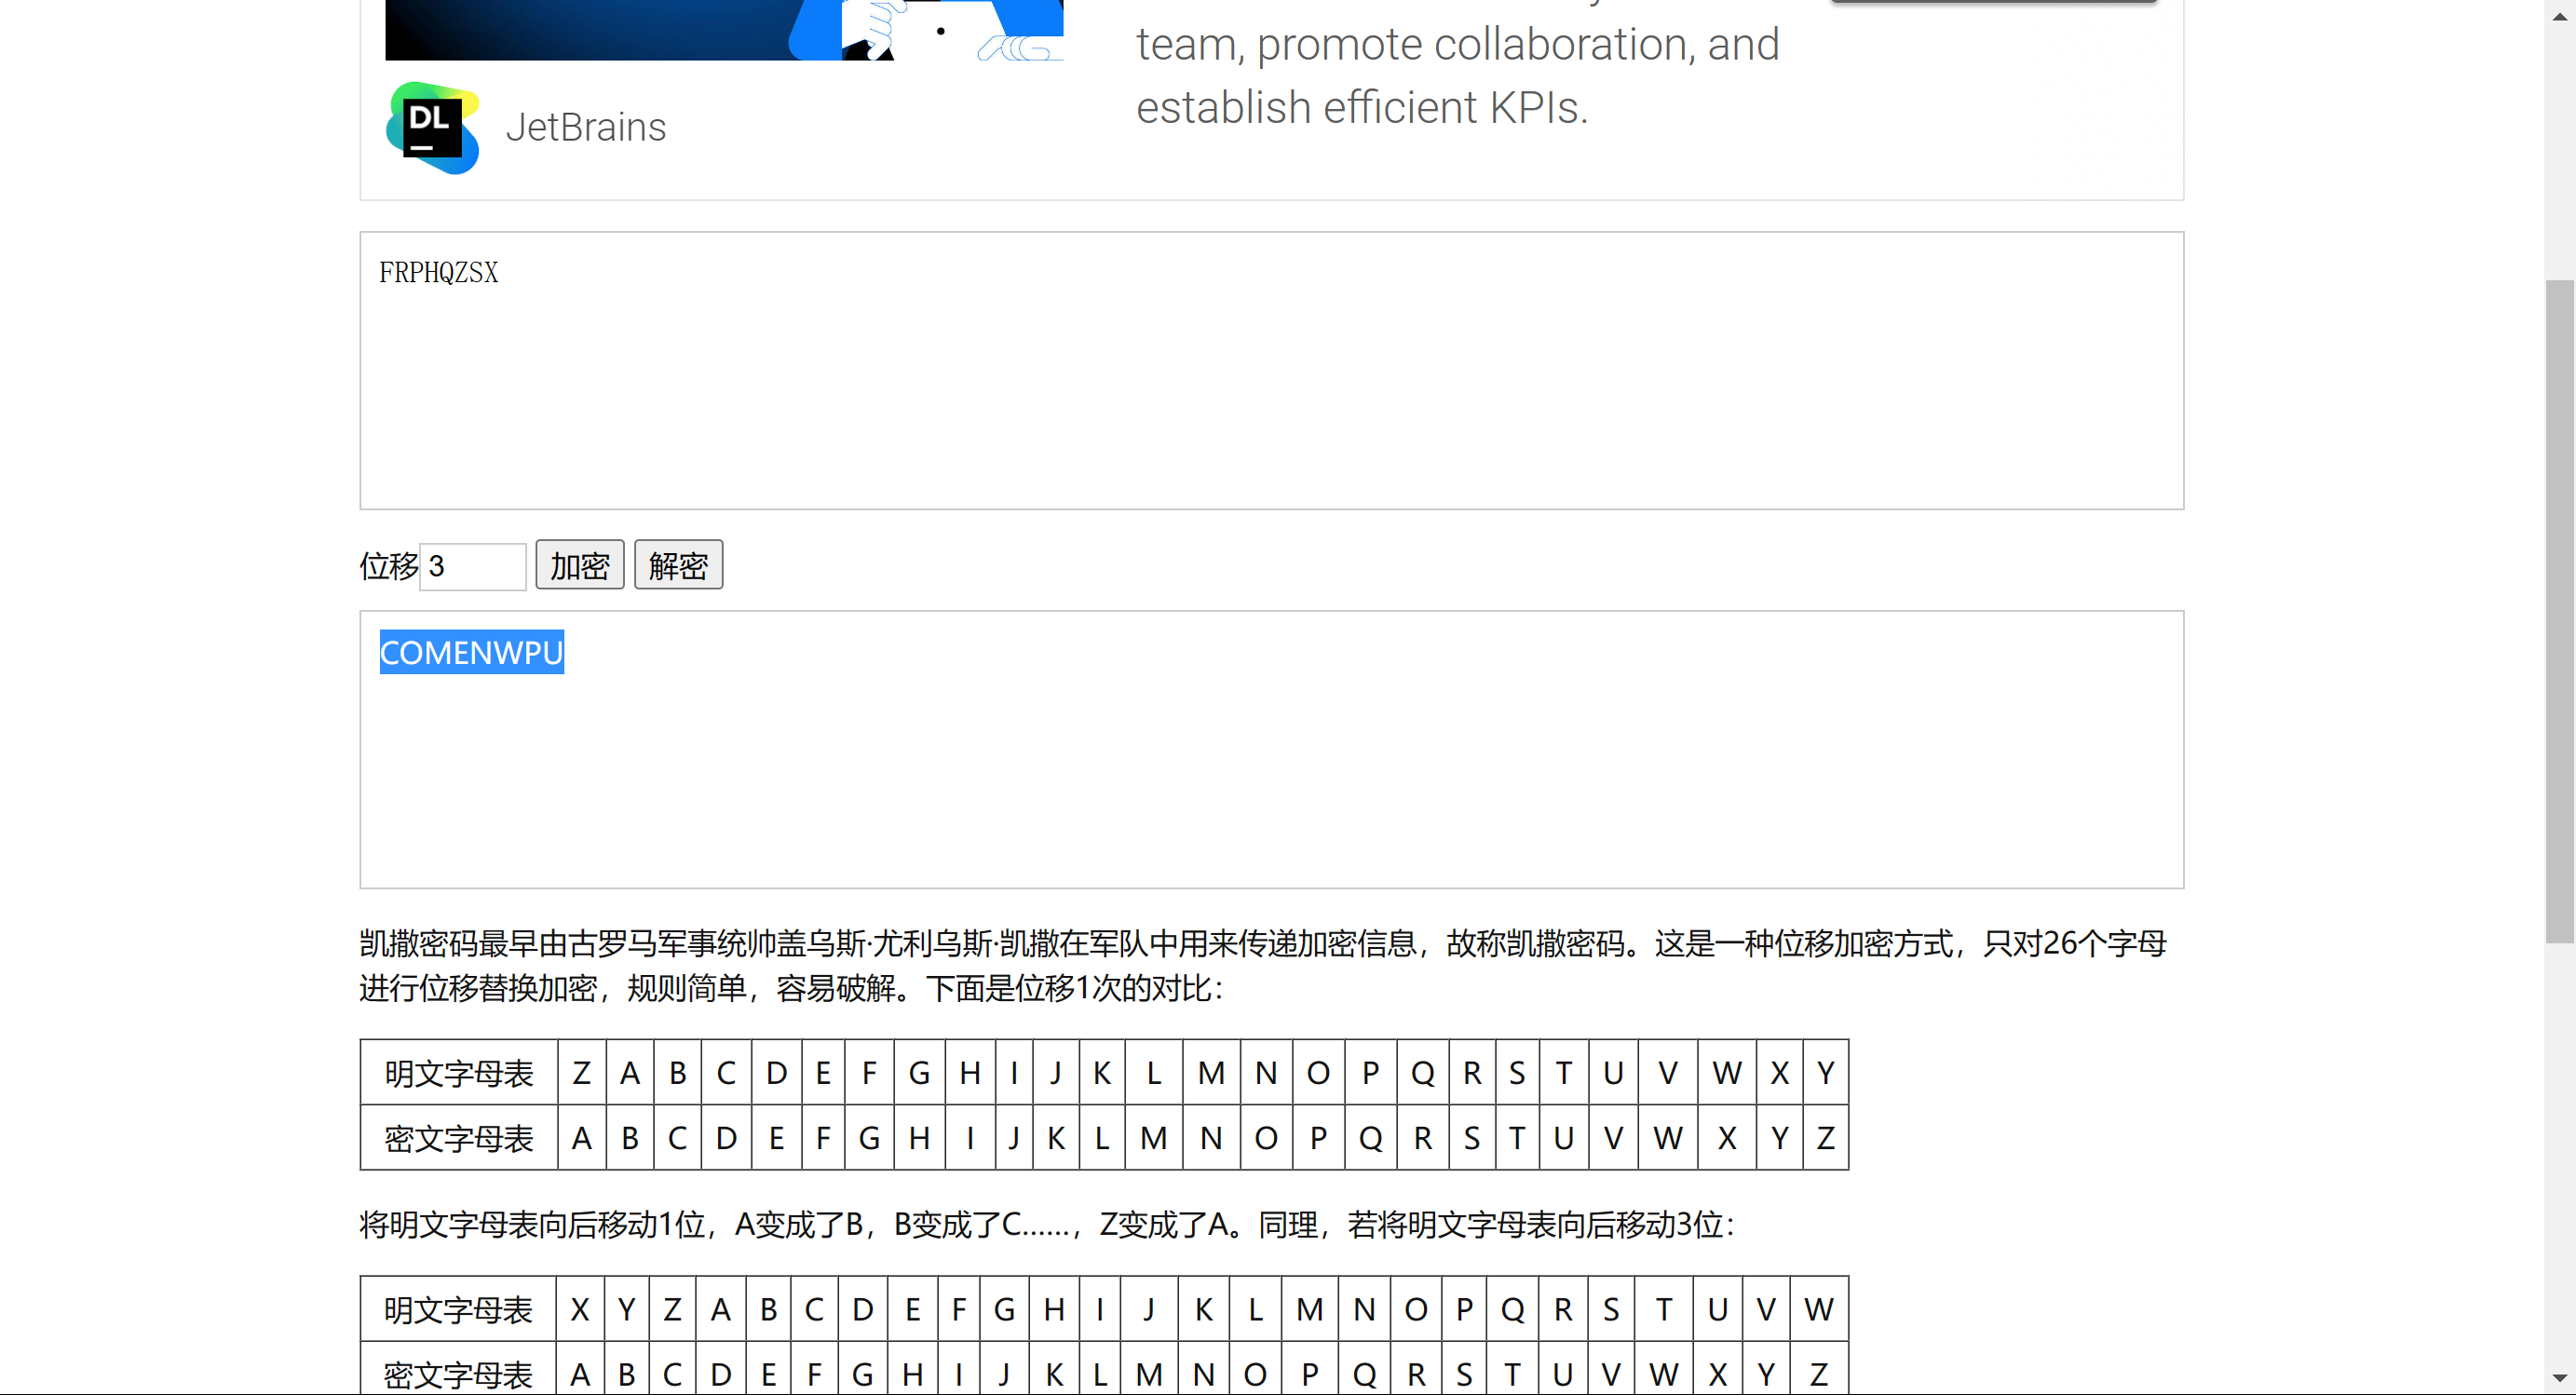 team, promote collaboration, and
establish efficient KPIs.
DL
JetBrains
FRPHQZSX
位移 3 加密 解密
COMENWPU
凯撒密码最早由古罗马军事统帅盖乌斯·尤利乌斯·凯撒在军队中用来传递加密信息，故称凯撒密码。这是一种位移加密方式，只对26个字母
进行位移替换加密，规则简单，容易破解。下面是位移1次的对比：
明文字母表 Z A B C D E F G H I J K L M N O P Q R S T U V W X Y
密文字母表 A B C D E F G H I J K L M N O P Q R S T U V W X Y Z
将明文字母表向后移动1位，A变成了B，B变成了C……，Z变成了A。同理，若将明文字母表向后移动3位：
明文字母表 X Y Z A B C D E F G H I J K L M N O P Q R S T U V W
密文字母表 A B C D E F G H I J K L M N O P Q R S T U V W X Y Z